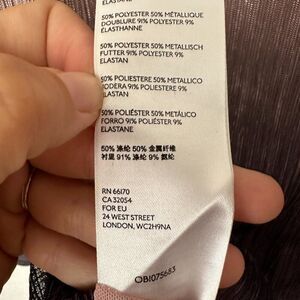 ELASTANE
50% POLYESTER 50% MÉTALLIQUE
DOUBLURE 91% POLYESTER 9%
ELASTHANNE
50% POLYESTER 50% METALLISCH
FUTTER 91% POLYESTER 9%
ELASTAN
50% POLIESTERE 50% METALLICO
FODERA 91% POLIESTERE 9%
ELASTAN
50% POLIÉSTER 50% METÁLICO
FORRO 91% POLIÉSTER 9%
ELASTANE
50% 涤纶 50% 金属纤维
衬里 91% 涤纶 9% 氨纶
RN 66170
CA 32054
FOR EU
24 WEST STREET
LONDON, WC2H9NA
OBI075683